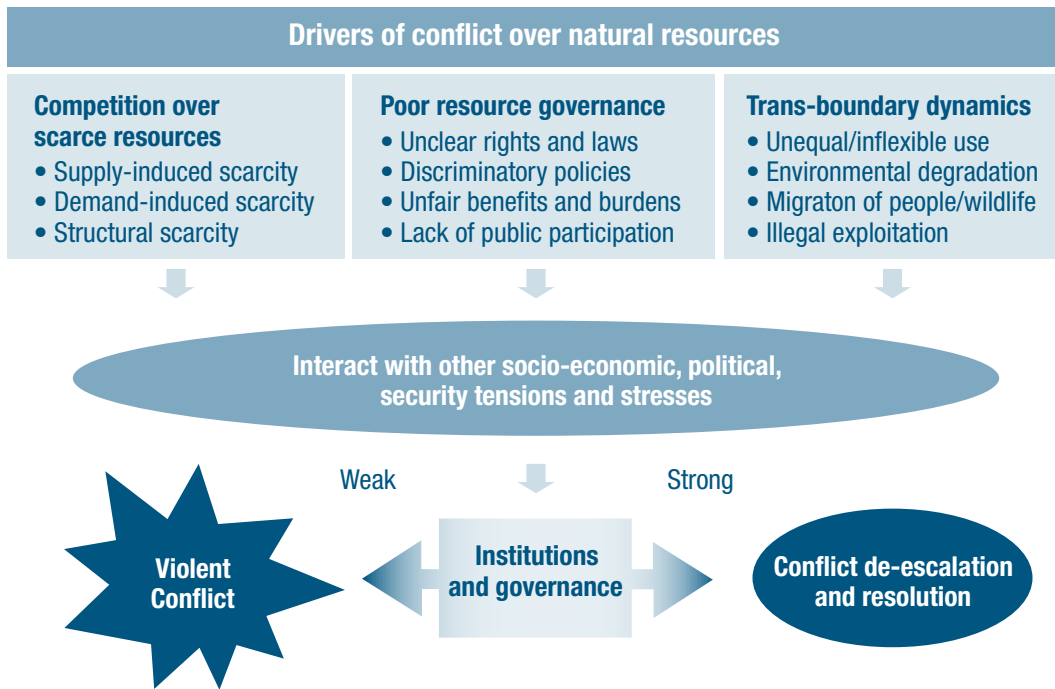 Drivers of conflict over natural resources
Competition over
scarce resources
• Supply-induced scarcity
• Demand-induced scarcity
• Structural scarcity
Poor resource governance
• Unclear rights and laws
• Discriminatory policies
• Unfair benefits and burdens
• Lack of public participation
Trans-boundary dynamics
• Unequal/inflexible use
• Environmental degradation
• Migraton of people/wildlife
• Illegal exploitation
Interact with other socio-economic, political,
security tensions and stresses
Weak
Strong
Violent
Conflict
Institutions
and governance
Conflict de-escalation
and resolution